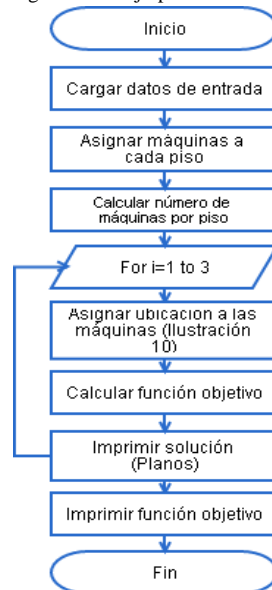 Inicio
Cargar datos de entrada
Asignar máquinas a
cada piso
Calcular número de
máquinas por piso
For i=1 to 3
Asignar ubicación a las
máquinas (Ilustración
10)
Calcular función objetivo
Imprimir solución
(Planos)
Imprimir función objetivo
Fin